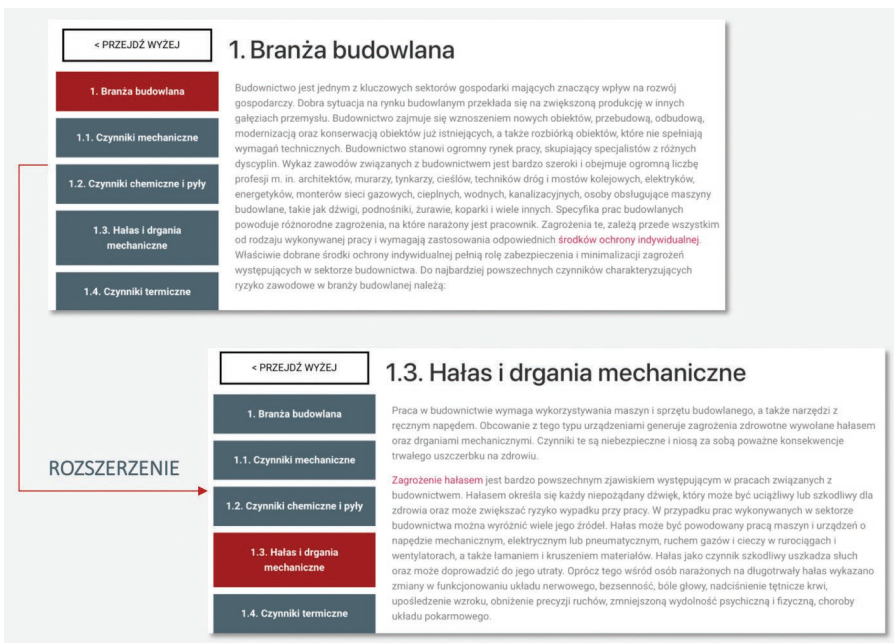 < PRZEJDŹ WYŻEJ
1. Branża budowlana
1.1. Czynniki mechaniczne
1.2. Czynniki chemiczne i pyły
1.3. Hałas i drgania
mechaniczne
1.4. Czynniki termiczne
1. Branża budowlana
Budownictwo jest jednym z kluczowych sektorów gospodarki mających znaczący wpływ na rozwój
gospodarczy. Dobra sytuacja na rynku budowlanym przekłada się na zwiększoną produkcję w innych
gałęziach przemysłu. Budownictwo zajmuje się wznoszeniem nowych obiektów, przebudową, odbudową,
modernizacją oraz konserwacją obiektów już istniejących, a także rozbiórką obiektów, które nie spełniają
wymagań technicznych. Budownictwo stanowi ogromny rynek pracy, skupiający specjalistów z różnych
dyscyplin. Wykaz zawodów związanych z budownictwem jest bardzo szeroki i obejmuje ogromną liczbę
profesji m. in. architektów, murarzy, tynkarzy, cieślów, techników dróg i mostów kolejowych, elektryków,
energetyków, monterów sieci gazowych, cieplnych, wodnych, kanalizacyjnych, osoby obsługujące maszyny
budowlane, takie jak dźwigi, podnośniki, żurawie, koparki i wiele innych. Specyfika prac budowlanych
powoduje różnorodne zagrożenia, na które narażony jest pracownik. Zagrożenia te, zależą przede wszystkim
od rodzaju wykonywanej pracy i wymagają zastosowania odpowiednich środków ochrony indywidualnej.
Właściwie dobrane środki ochrony indywidualnej pełnią rolę zabezpieczenia i minimalizacji zagrożeń
występujących w sektorze budownictwa. Do najbardziej powszechnych czynników charakteryzujących
ryzyko zawodowe w branży budowlanej należą:
ROZSZERZENIE
< PRZEJDŹ WYŻEJ
1. Branża budowlana
1.1. Czynniki mechaniczne
1.2. Czynniki chemiczne i pyły
1.3. Hałas i drgania
mechaniczne
1.4. Czynniki termiczne
1.3. Hałas i drgania mechaniczne
Praca w budownictwie wymaga wykorzystywania maszyn i sprzętu budowlanego, a także narzędzi z
ręcznym napędem. Obcowanie z tego typu urządzeniami generuje zagrożenia zdrowotne wywołane hałasem
oraz drganiami mechanicznymi. Czynniki te są niebezpieczne i niosą za sobą poważne konsekwencje
trwałego uszczerbku na zdrowiu.
Zagrożenie hałasem jest bardzo powszechnym zjawiskiem występującym w pracach związanych z
budownictwem. Hałasem określa się każdy niepożądany dźwięk, który może być uciążliwy lub szkodliwy dla
zdrowia oraz może zwiększać ryzyko wypadku przy pracy. W przypadku prac wykonywanych w sektorze
budownictwa można wyróżnić wiele jego źródeł. Hałas może być powodowany pracą maszyn i urządzeń o
napędzie mechanicznym, elektrycznym lub pneumatycznym, ruchem gazów i cieczy w rurociągach i
wentylatorach, a także łamaniem i kruszeniem materiałów. Hałas jako czynnik szkodliwy uszkadza słuch
oraz może doprowadzić do jego utraty. Oprócz tego wśród osób narażonych na długotrwały hałas wykazano
zmiany w funkcjonowaniu układu nerwowego, bezsenność, bóle głowy, nadciśnienie tętnicze krwi,
upośledzenie wzroku, obniżenie precyzji ruchów, zmniejszoną wydolność psychiczną i fizyczną, choroby
układu pokarmowego.